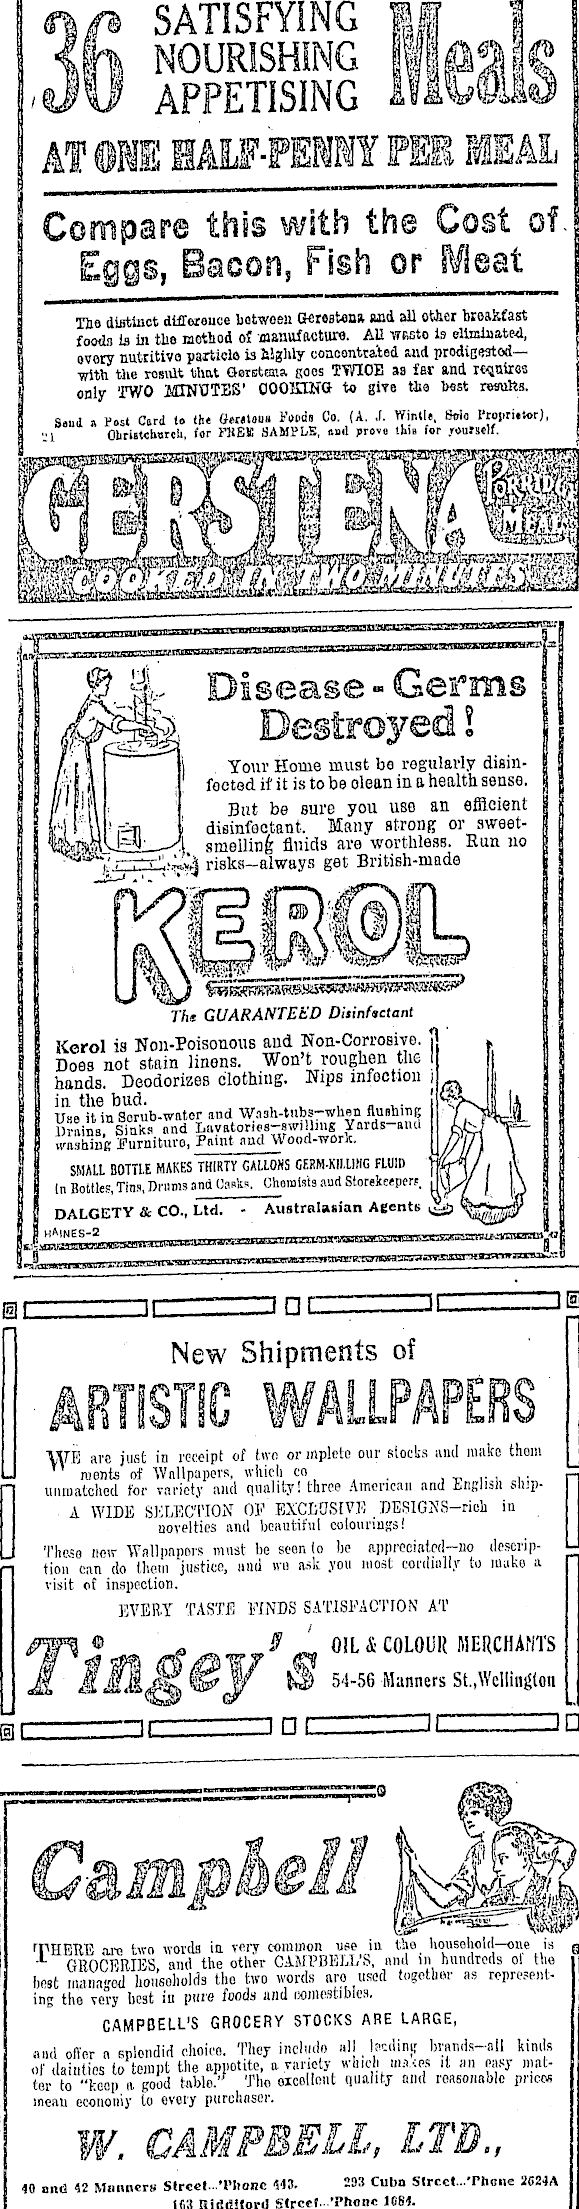 36 SATISFYING
NOURISHING
APPETISING Meals
AT ONE HALF-PENNY PER MEAL
Compare this with the Cost of
Eggs, Bacon, Fish or Meat
The distinct difference between Gerestena and all other breakfast
foods is in the method of manufacture. All waste is eliminated,
every nutritive particle is highly concentrated and prodigested—
with the result that Gerstena goes TWICE as far and requires
only TWO MINUTES' COOKING to give the best results.
Send a Post Card to the Gerstena Foods Co. (A. J. Wintle, Sole Proprietor),
21 Christchurch, for FREE SAMPLE, and prove this for yourself.
GERSTENA PORRIDGE
MEAL
COOKED IN TWO MINUTES
Disease-Germs
Destroyed!
Your Home must be regularly disin-
fected if it is to be clean in a health sense.
But be sure you use an efficient
disinfectant. Many strong or sweet-
smelling fluids are worthless. Run no
risks—always get British-made
KEROL
The GUARANTEED Disinfectant
Kerol is Non-Poisonous and Non-Corrosive.
Does not stain linens. Won't roughen the
hands. Deodorizes clothing. Nips infection
in the bud.
Use it in Scrub-water and Wash-tubs—when flushing
Drains, Sinks and Lavatories—swilling Yards—and
washing Furniture, Paint and Wood-work.
SMALL BOTTLE MAKES THIRTY GALLONS GERM-KILLING FLUID
In Bottles, Tins, Drums and Casks. Chemists and Storekeepers.
DALGETY & CO., Ltd. - Australasian Agents
HAINES-2
New Shipments of
ARTISTIC WALLPAPERS
WE are just in receipt of two or mplete our stocks and make them
ments of Wallpapers, which co
unmatched for variety and quality! three American and English ship-
A WIDE SELECTION OF EXCLUSIVE DESIGNS—rich in
novelties and beautiful colourings!
These new Wallpapers must be seen to be appreciated—no descrip-
tion can do them justice, and we ask you most cordially to make a
visit of inspection.
EVERY TASTE FINDS SATISFACTION AT
Tingey's OIL & COLOUR MERCHANTS
54-56 Manners St., Wellington
Campbell
THERE are two words in very common use in the household—one is
GROCERIES, and the other CAMPBELL'S, and in hundreds of the
best managed households the two words are used together as represent-
ing the very best in pure foods and comestibles.
CAMPBELL'S GROCERY STOCKS ARE LARGE,
and offer a splendid choice. They include all leading brands—all kinds
of dainties to tempt the appetite, a variety which makes it an easy mat-
ter to "keep a good table." The excellent quality and reasonable prices
mean economy to every purchaser.
W. CAMPBELL, LTD.,
40 and 42 Manners Street...'Phone 443. 293 Cuba Street...'Phone 2624A
163 Riddiford Street...'Phone 1084.